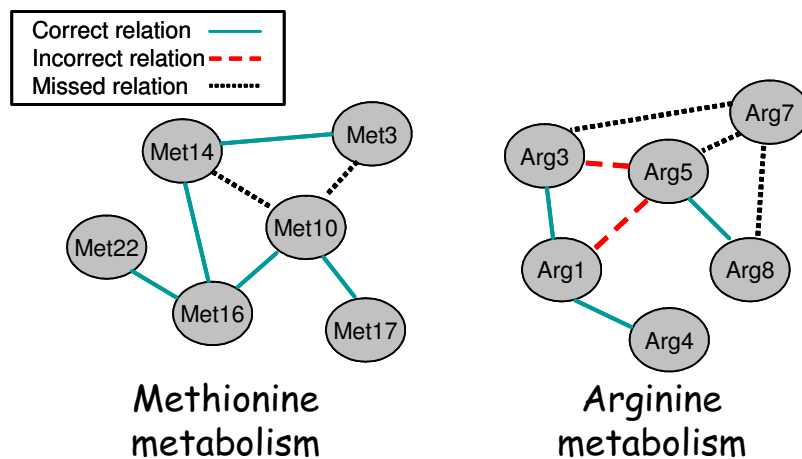 Correct relation
Incorrect relation
Missed relation
Met14
Met3
Met10
Met22
Met16
Met17
Arg7
Arg3
Arg5
Arg1
Arg8
Arg4
Methionine
metabolism
Arginine
metabolism